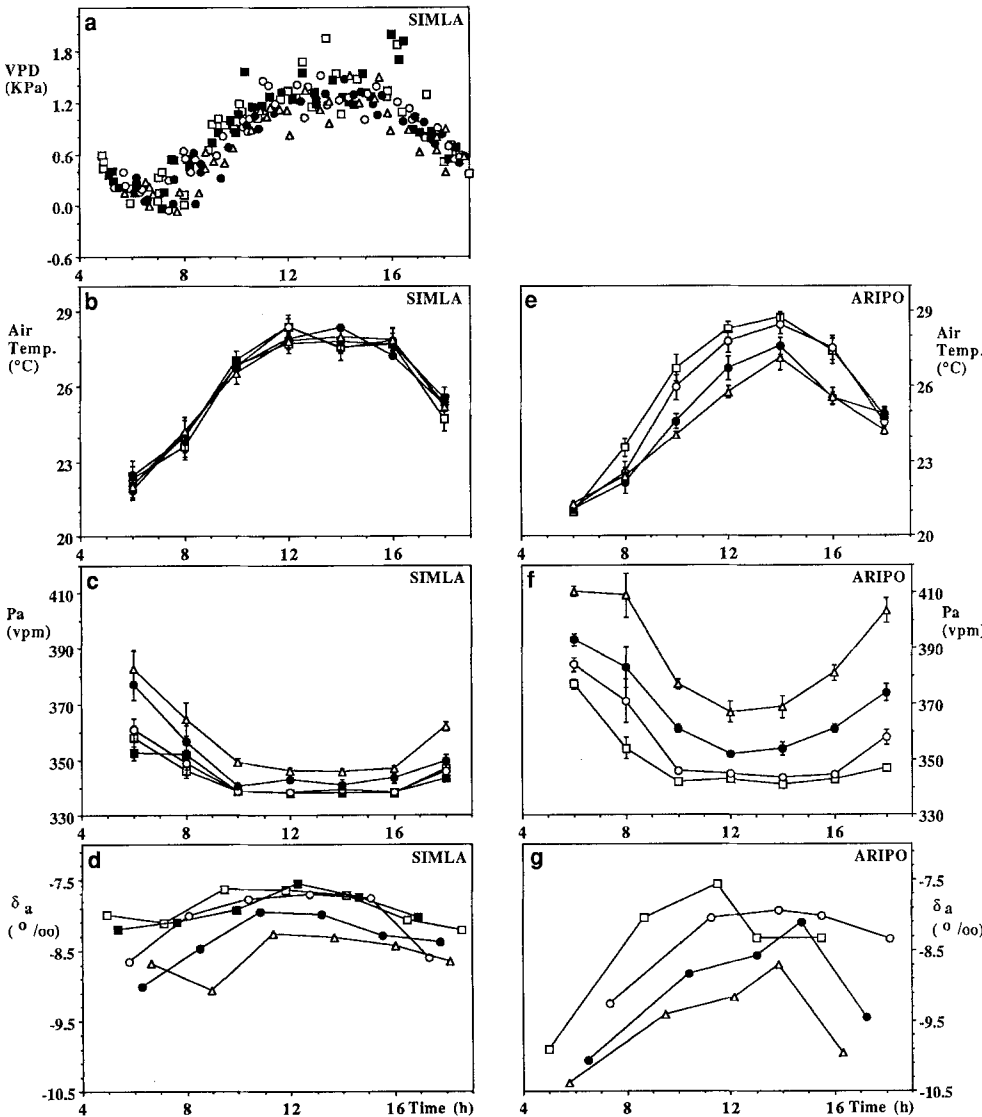 a SIMLA
VPD
(KPa)
1.8
1.2
0.6
0.0
-0.6
4 8 12 16
b SIMLA
Air
Temp.
(°C)
29
26
23
20
4 8 12 16
e ARIPO
Air
Temp.
(°C)
29
26
23
20
4 8 12 16
c SIMLA
Pa
(vpm)
410
390
370
350
330
4 8 12 16
f ARIPO
Pa
(vpm)
410
390
370
350
330
4 8 12 16
d SIMLA
δa
(o/oo)
-7.5
-8.5
-9.5
-10.5
4 8 12 16 Time (h)
g ARIPO
δa
(o/oo)
-7.5
-8.5
-9.5
-10.5
4 8 12 16 Time (h)